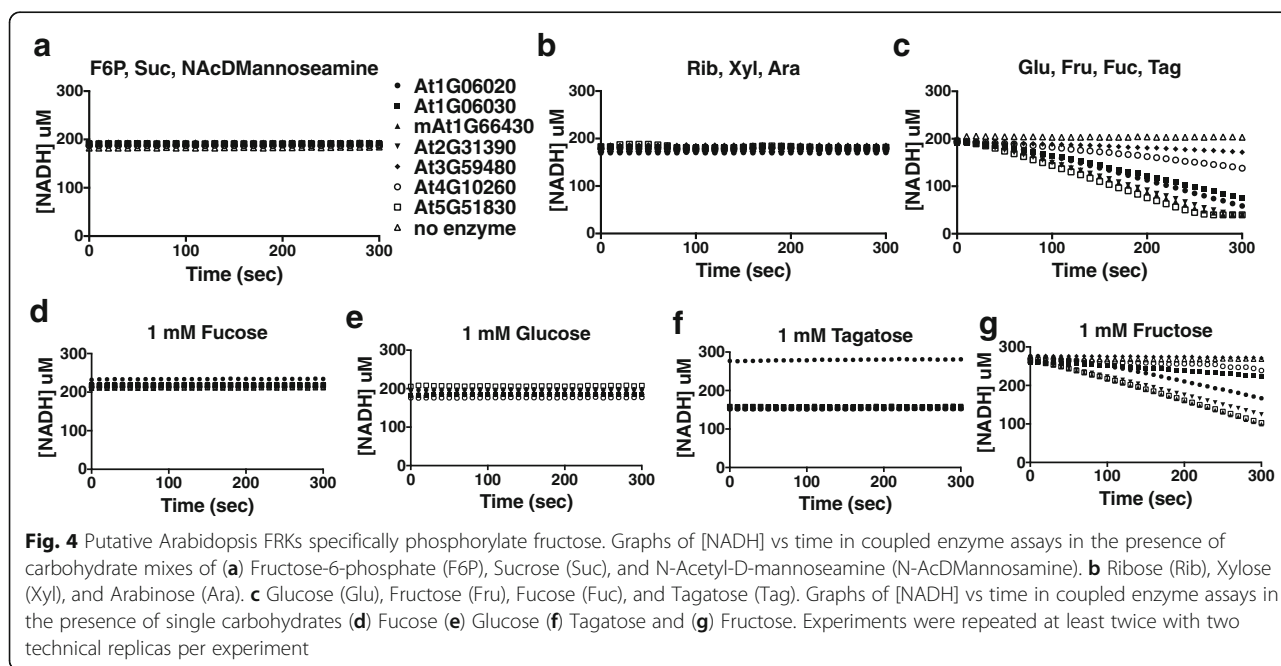 a
F6P, Suc, NAcDMannoseamine
300
200
100
0
[NADH] uM
0 100 200 300
Time (sec)
At1G06020
At1G06030
mAt1G66430
At2G31390
At3G59480
At4G10260
At5G51830
no enzyme
b
Rib, Xyl, Ara
300
200
100
0
[NADH] uM
0 100 200 300
Time (sec)
c
Glu, Fru, Fuc, Tag
300
200
100
0
[NADH] uM
0 100 200 300
Time (sec)
d
1 mM Fucose
300
200
100
0
[NADH] uM
0 100 200 300
Time (sec)
e
1 mM Glucose
300
200
100
0
[NADH] uM
0 100 200 300
Time (sec)
f
1 mM Tagatose
300
200
100
0
[NADH] uM
0 100 200 300
Time (sec)
g
1 mM Fructose
300
200
100
0
[NADH] uM
0 100 200 300
Time (sec)
Fig. 4 Putative Arabidopsis FRKs specifically phosphorylate fructose. Graphs of [NADH] vs time in coupled enzyme assays in the presence of
carbohydrate mixes of (a) Fructose-6-phosphate (F6P), Sucrose (Suc), and N-Acetyl-D-mannoseamine (N-AcDMannosamine). b Ribose (Rib), Xylose
(Xyl), and Arabinose (Ara). c Glucose (Glu), Fructose (Fru), Fucose (Fuc), and Tagatose (Tag). Graphs of [NADH] vs time in coupled enzyme assays in
the presence of single carbohydrates (d) Fucose (e) Glucose (f) Tagatose and (g) Fructose. Experiments were repeated at least twice with two
technical replicas per experiment